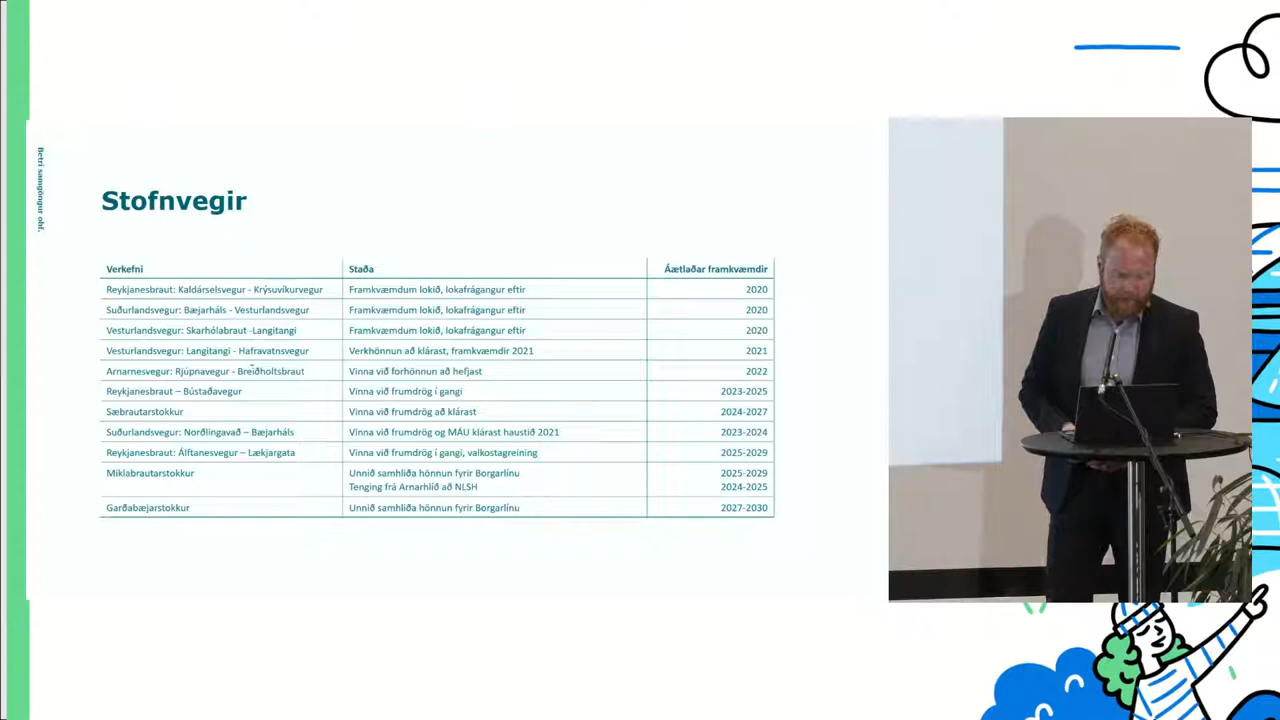 Betri samgöngur ohf.
Stofnvegir
Verkefni Staða Áætlaðar framkvæmdir
Reykjanesbraut: Kaldárselsvegur - Krýsuvíkurvegur Framkvæmdum lokið, lokafrágangur eftir 2020
Suðurlandsvegur: Bæjarháls - Vesturlandsvegur Framkvæmdum lokið, lokafrágangur eftir 2020
Vesturlandsvegur: Skarhólabraut -Langitangi Framkvæmdum lokið, lokafrágangur eftir 2020
Vesturlandsvegur: Langitangi - Hafravatnsvegur Verkhönnun að klárast, framkvæmdir 2021 2021
Arnarnesvegur: Rjúpnavegur - Breiðholtsbraut Vinna við forhönnun að hefjast 2022
Reykjanesbraut – Bústaðavegur Vinna við frumdrög í gangi 2023-2025
Sæbrautarstokkur Vinna við frumdrög að klárast 2024-2027
Suðurlandsvegur: Norðlingavað – Bæjarháls Vinna við frumdrög og MÁU klárast haustið 2021 2023-2024
Reykjanesbraut: Álftanesvegur – Lækjargata Vinna við frumdrög í gangi, valkostagreining 2025-2029
Miklabrautarstokkur Unnið samhliða hönnun fyrir Borgarlínu 2025-2029
Tenging frá Arnarhlíð að NLSH 2024-2025
Garðabæjarstokkur Unnið samhliða hönnun fyrir Borgarlínu 2027-2030